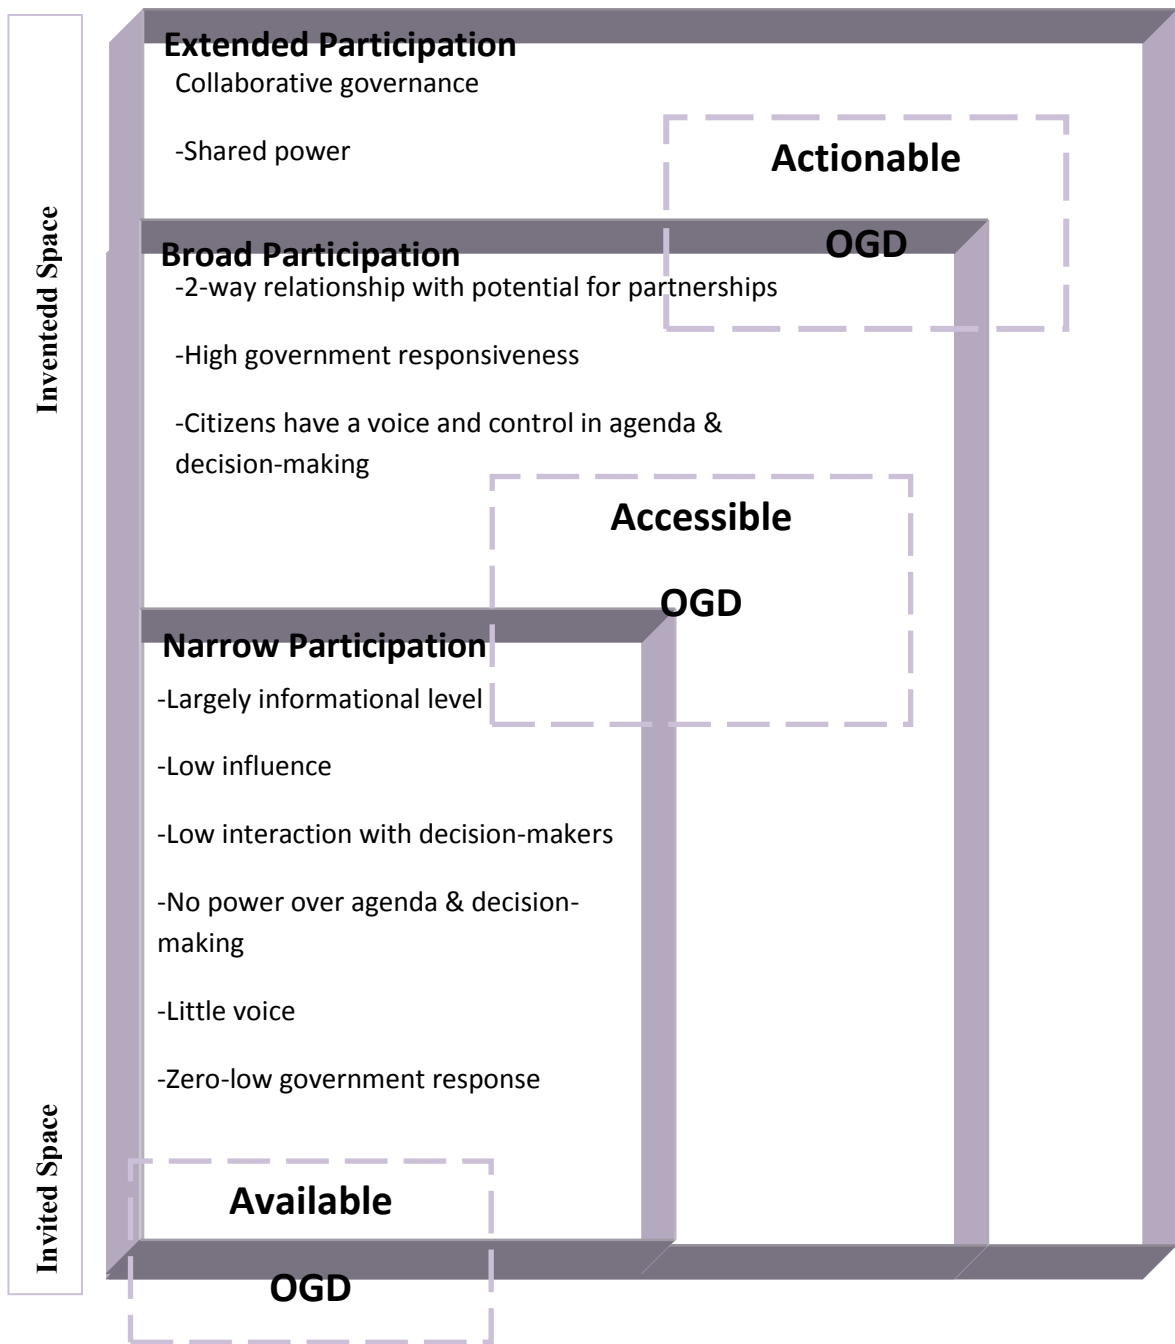 Extended Participation
Collaborative governance
-Shared power
Actionable
OGD
Broad Participation
-2-way relationship with potential for partnerships
-High government responsiveness
-Citizens have a voice and control in agenda &
decision-making
Accessible
OGD
Narrow Participation
-Largely informational level
-Low influence
-Low interaction with decision-makers
-No power over agenda & decision-
making
-Little voice
-Zero-low government response
Available
OGD
Inventedd Space
Invited Space